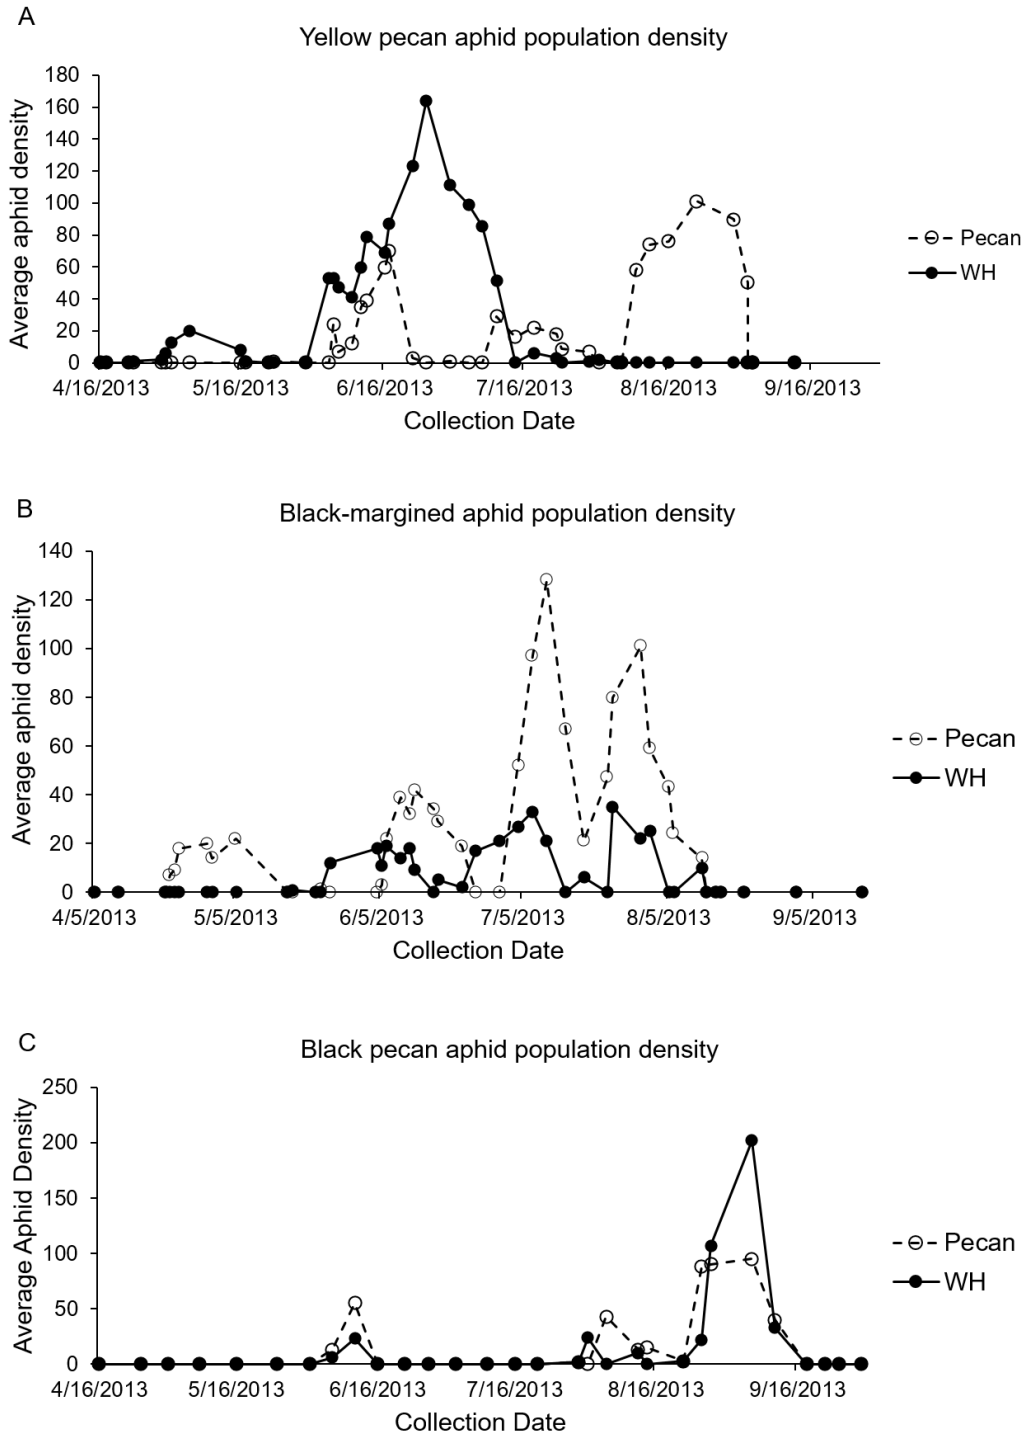 A
Yellow pecan aphid population density
Average aphid density
180
160
140
120
100
80
60
40
20
0
4/16/2013 5/16/2013 6/16/2013 7/16/2013 8/16/2013 9/16/2013
Collection Date
Pecan
WH
B
Black-margined aphid population density
Average aphid density
140
120
100
80
60
40
20
0
4/5/2013 5/5/2013 6/5/2013 7/5/2013 8/5/2013 9/5/2013
Collection Date
Pecan
WH
C
Black pecan aphid population density
Average Aphid Density
250
200
150
100
50
0
4/16/2013 5/16/2013 6/16/2013 7/16/2013 8/16/2013 9/16/2013
Collection Date
Pecan
WH